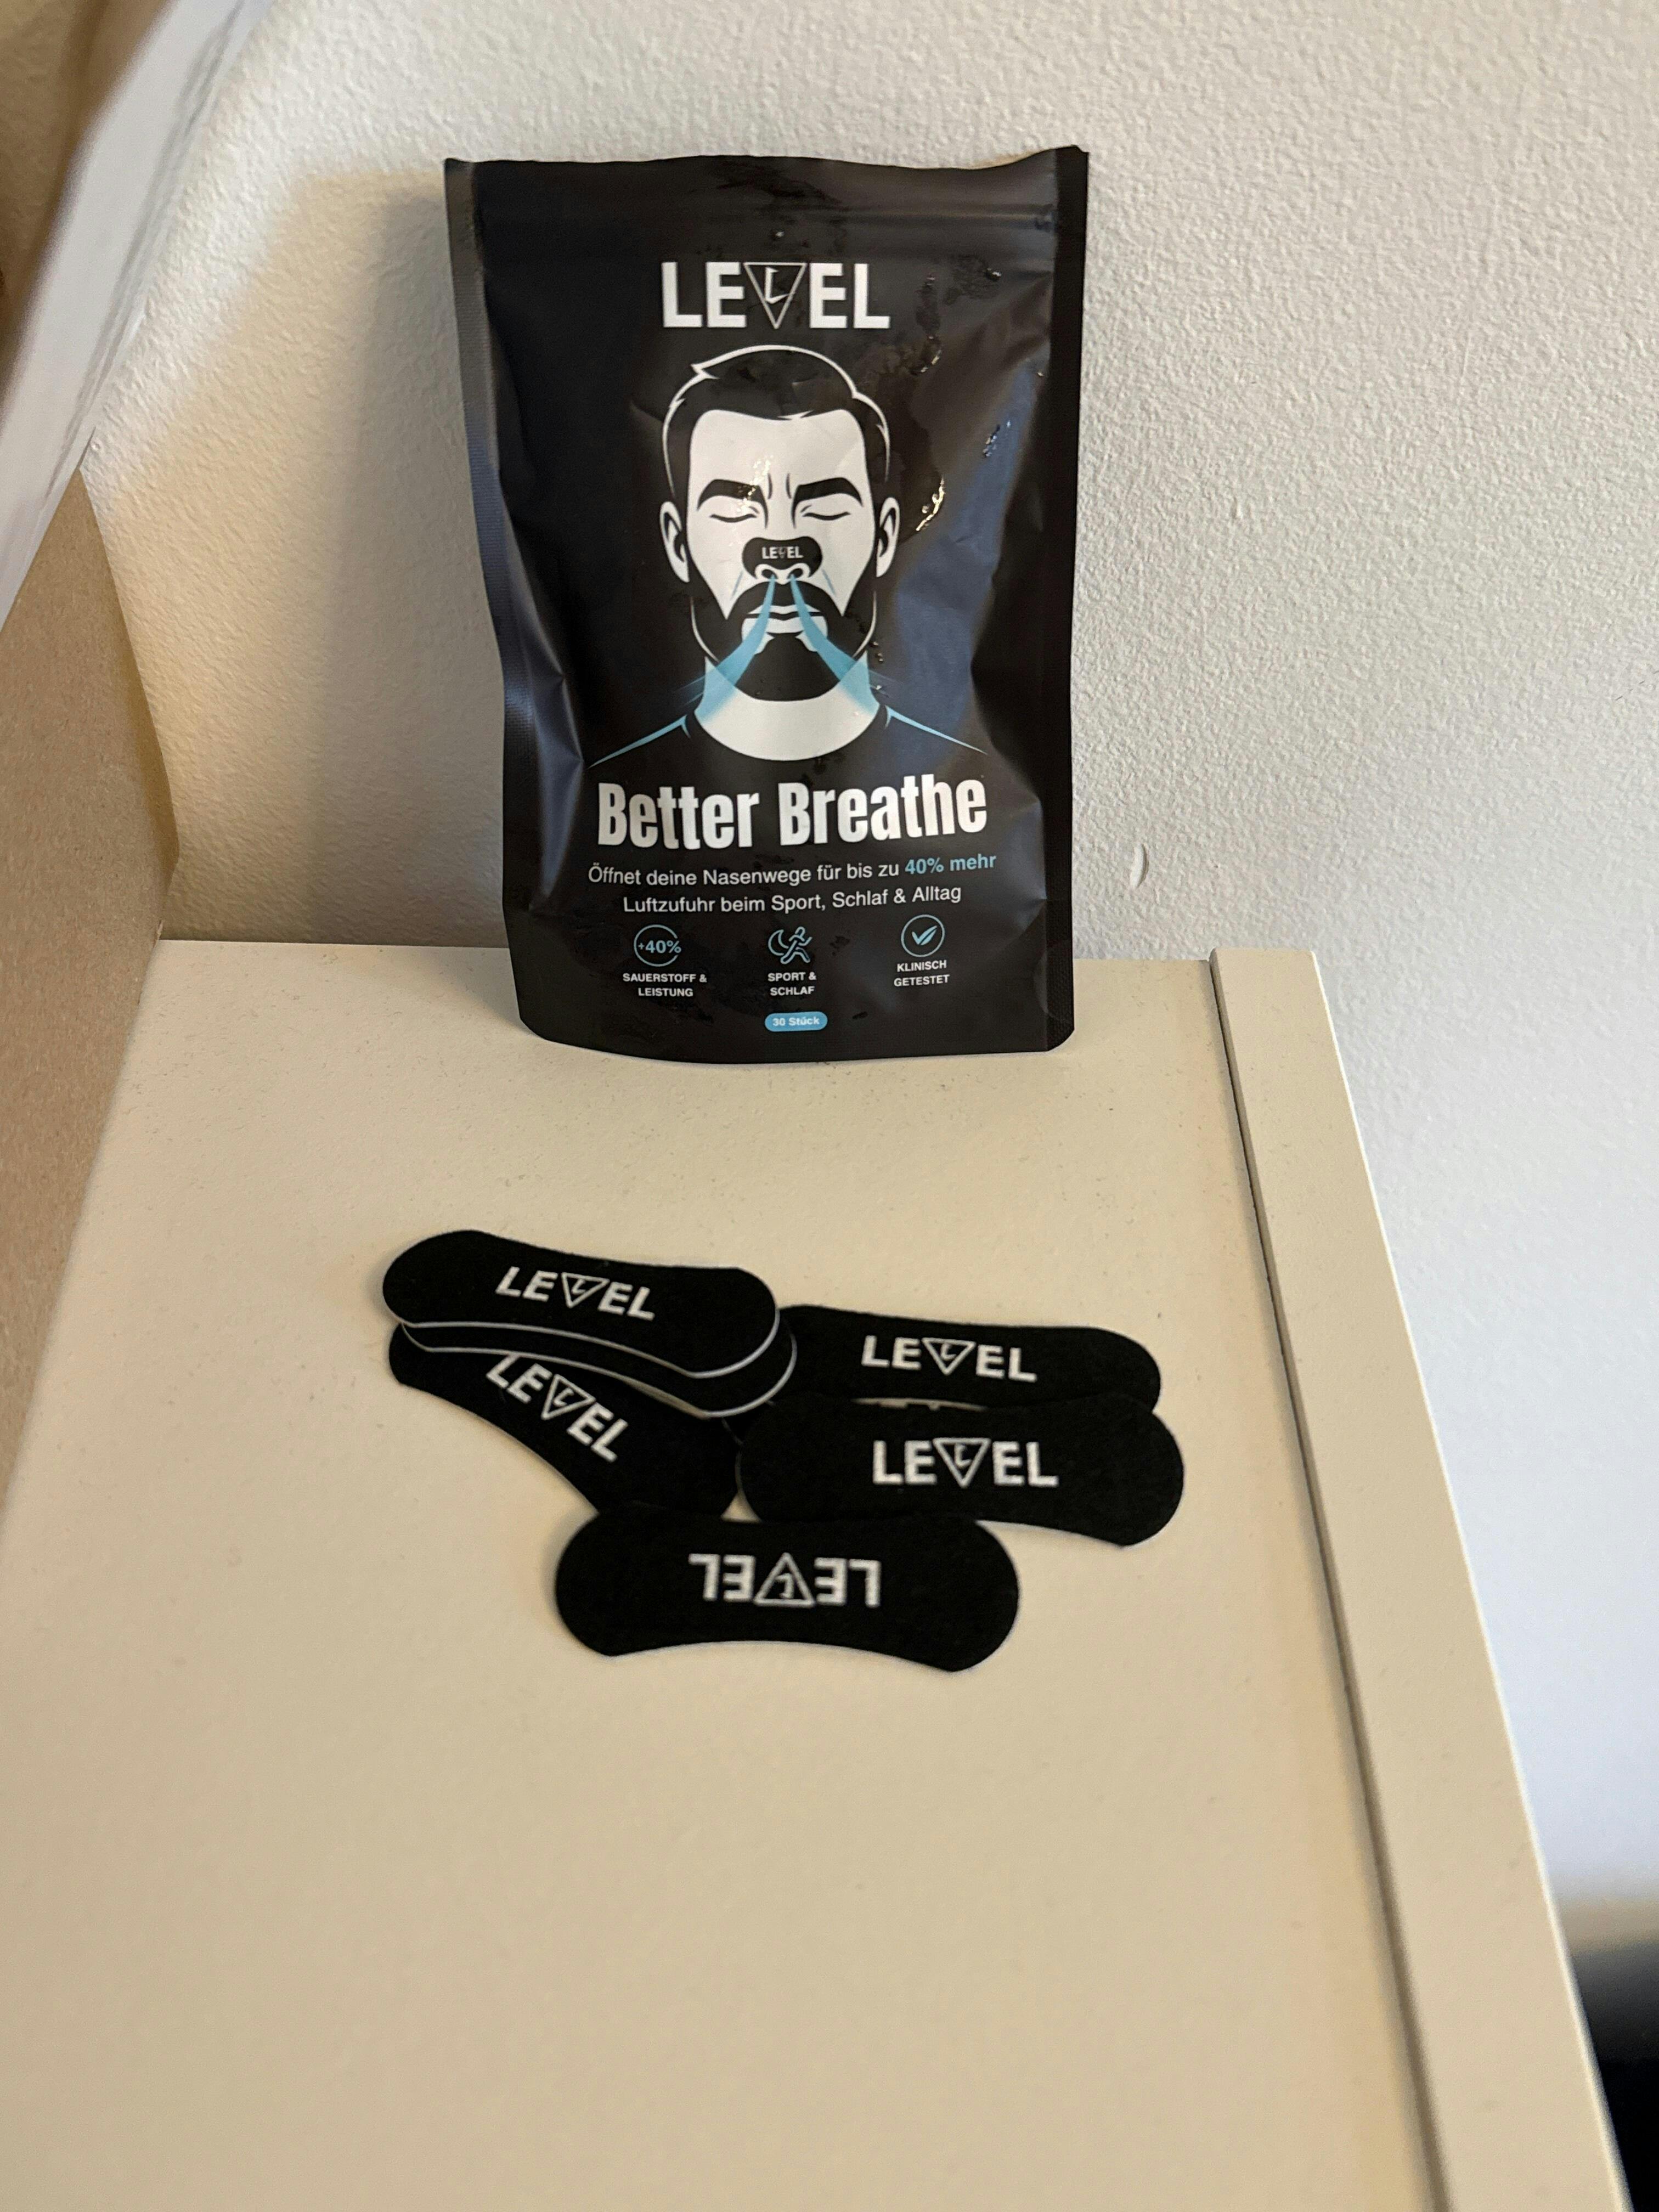 LEVEL
LEVEL
Better Breathe
Öffnet deine Nasenwege für bis zu 40% mehr
Luftzufuhr beim Sport, Schlaf & Alltag
+40%
SAUERSTOFF &
LEISTUNG
SPORT &
SCHLAF
KLINISCH
GETESTET
30 Stück
LEVEL
LEVEL
LEVEL
LEVEL
LEVEL